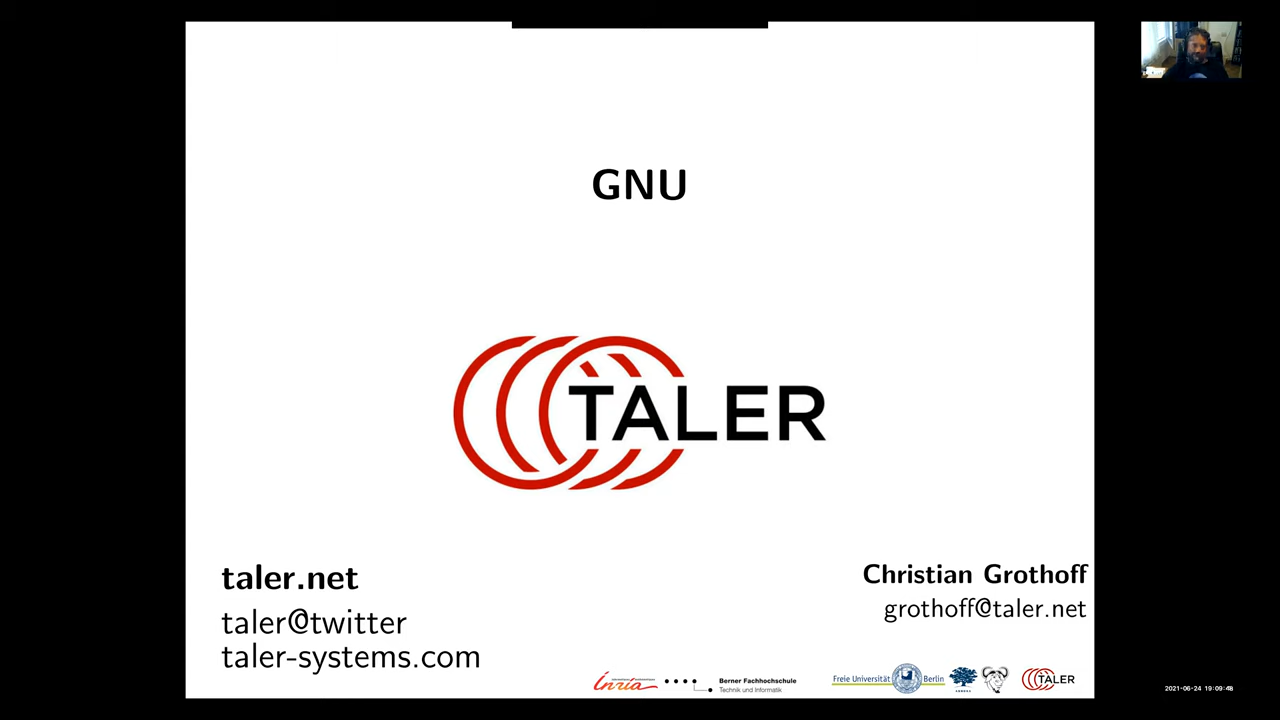 GNU
TALER
taler.net
taler@twitter
taler-systems.com
Christian Grothoff
grothoff@taler.net
Inria
Berner Fachhochschule
Technik und Informatik
Freie Universität Berlin
TALER
2021-06-24 19:09:48